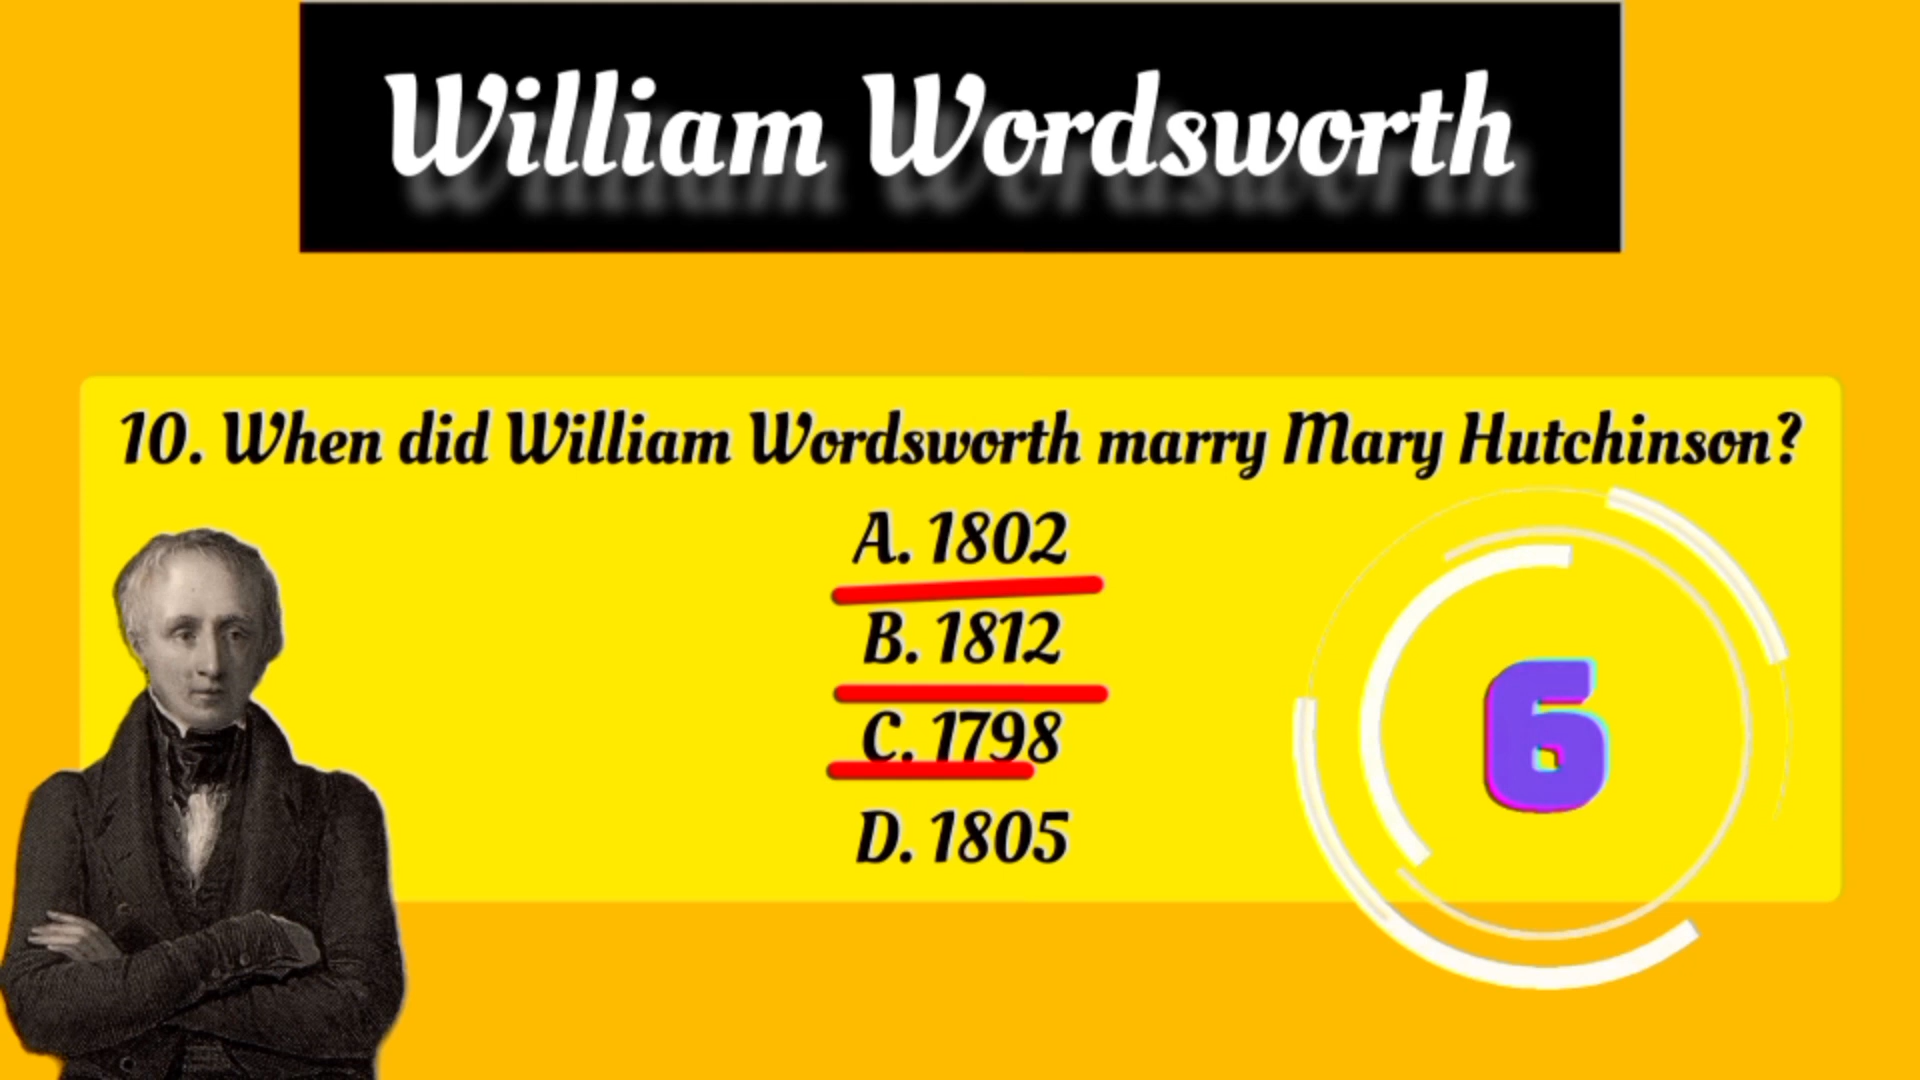 William Wordsworth
10. When did William Wordsworth marry Mary Hutchinson?
A. 1802
B. 1812
C. 1798
D. 1805
6